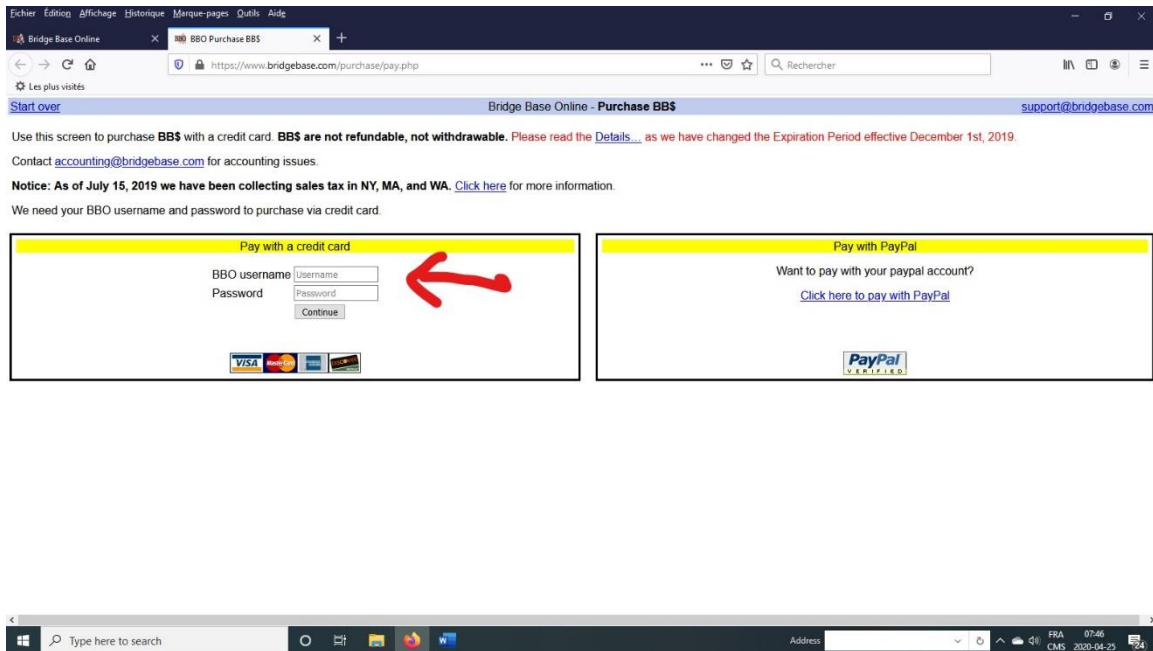 Fichier Édition Affichage Historique Marque-pages Outils Aide
Bridge Base Online BBO BBO Purchase BB$
https://www.bridgebase.com/purchase/pay.php Rechercher
Les plus visités
Start over Bridge Base Online - Purchase BB$ support@bridgebase.com
Use this screen to purchase BB$ with a credit card. BB$ are not refundable, not withdrawable. Please read the Details... as we have changed the Expiration Period effective December 1st, 2019.
Contact accounting@bridgebase.com for accounting issues.
Notice: As of July 15, 2019 we have been collecting sales tax in NY, MA, and WA. Click here for more information.
We need your BBO username and password to purchase via credit card.
Pay with a credit card
BBO username Username
Password Password
Continue
VISA MasterCard
Pay with PayPal
Want to pay with your paypal account?
Click here to pay with PayPal
PayPal
VERIFIED
Type here to search Address FRA 07:46
CMS 2020-04-25 24